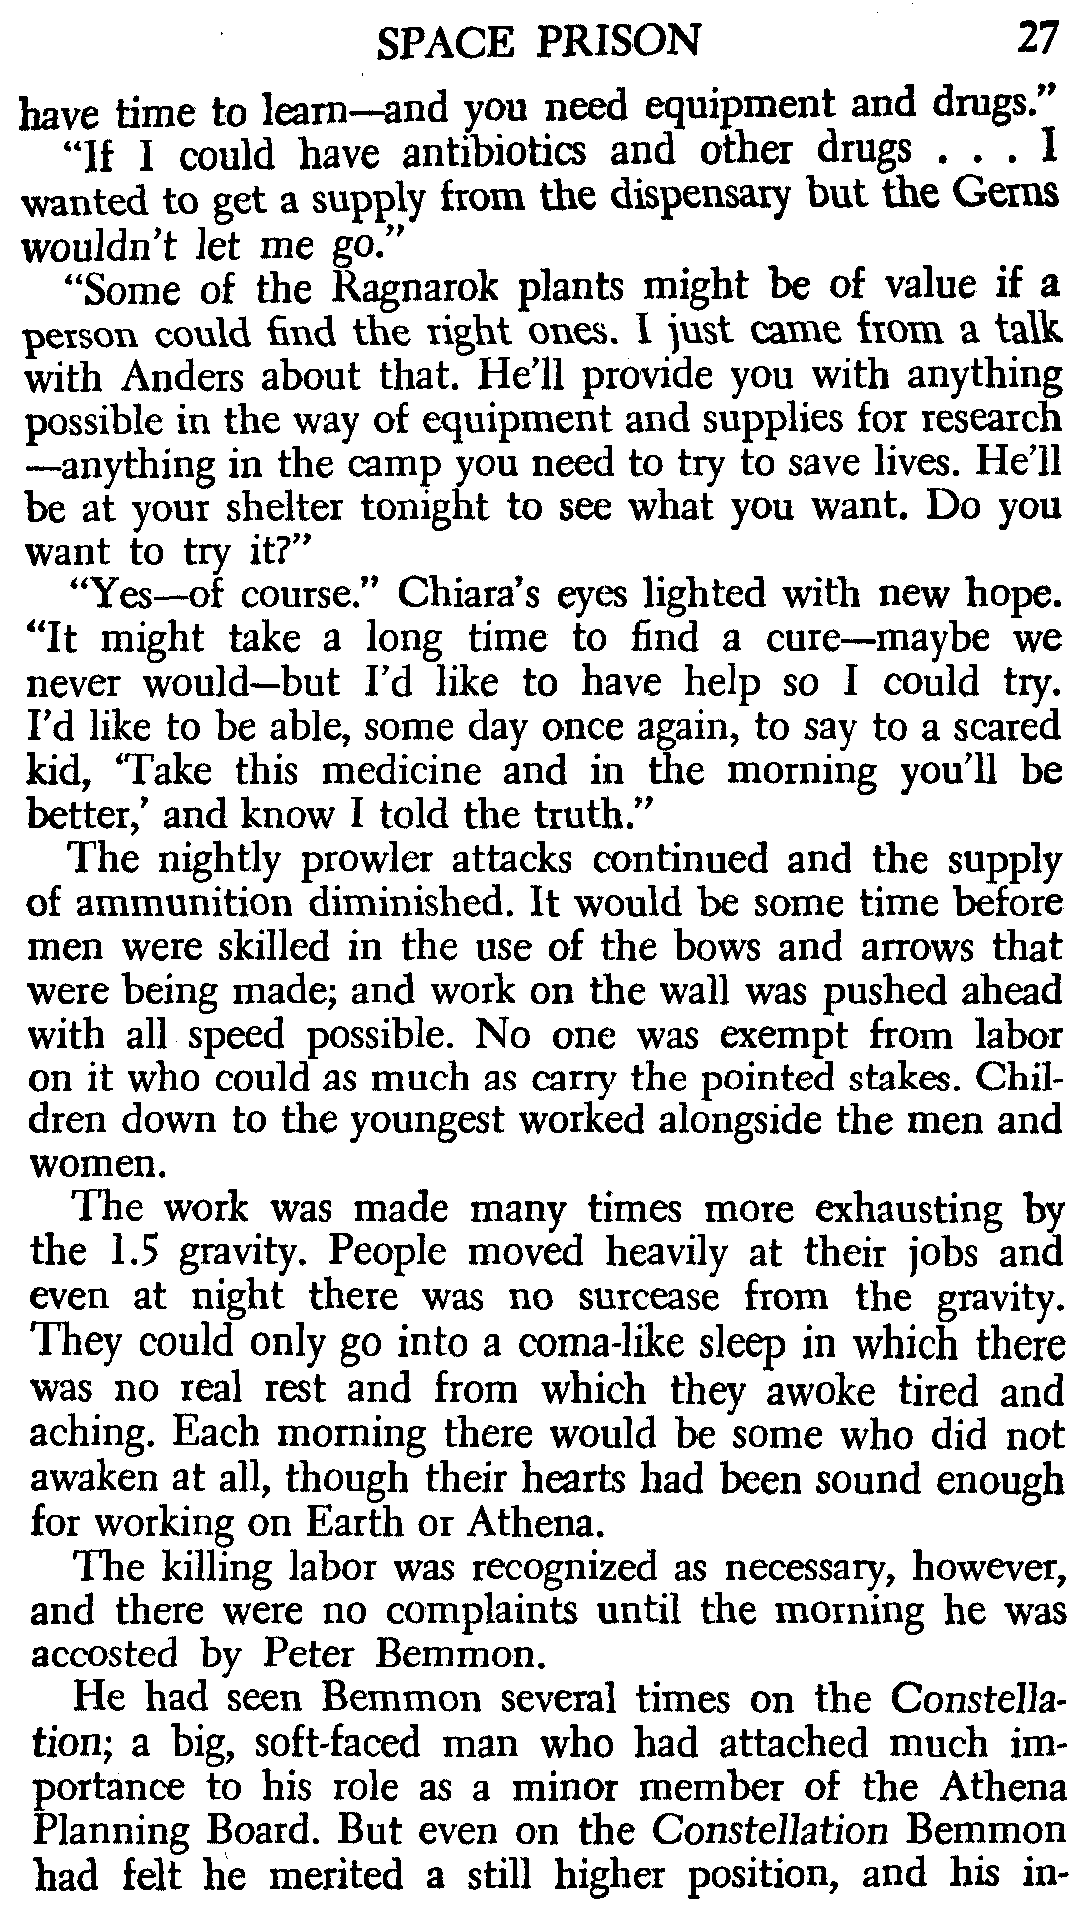 SPACE PRISON 27
have time to learn—and you need equipment and drugs.”
“If I could have antibiotics and other drugs . . . I
wanted to get a supply from the dispensary but the Gerns
wouldn't let me go.”
“Some of the Ragnarok plants might be of value if a
person could find the right ones. I just came from a talk
with Anders about that. He'll provide you with anything
possible in the way of equipment and supplies for research
—anything in the camp you need to try to save lives. He'll
be at your shelter tonight to see what you want. Do you
want to try it?”
“Yes—of course.” Chiara's eyes lighted with new hope.
“It might take a long time to find a cure—maybe we
never would—but I'd like to have help so I could try.
I'd like to be able, some day once again, to say to a scared
kid, ‘Take this medicine and in the morning you'll be
better,’ and know I told the truth.”
The nightly prowler attacks continued and the supply
of ammunition diminished. It would be some time before
men were skilled in the use of the bows and arrows that
were being made; and work on the wall was pushed ahead
with all speed possible. No one was exempt from labor
on it who could as much as carry the pointed stakes. Chil-
dren down to the youngest worked alongside the men and
women.
The work was made many times more exhausting by
the 1.5 gravity. People moved heavily at their jobs and
even at night there was no surcease from the gravity.
They could only go into a coma-like sleep in which there
was no real rest and from which they awoke tired and
aching. Each morning there would be some who did not
awaken at all, though their hearts had been sound enough
for working on Earth or Athena.
The killing labor was recognized as necessary, however,
and there were no complaints until the morning he was
accosted by Peter Bemmon.
He had seen Bemmon several times on the Constella-
tion; a big, soft-faced man who had attached much im-
portance to his role as a minor member of the Athena
Planning Board. But even on the Constellation Bemmon
had felt he merited a still higher position, and his in-